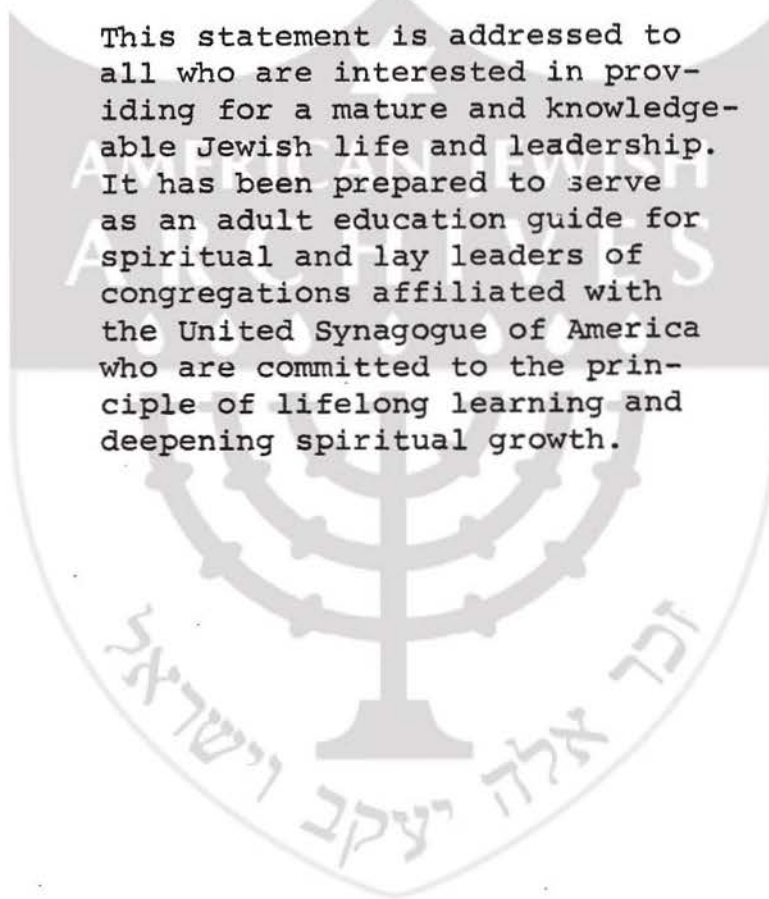 This statement is addressed to
all who are interested in prov-
iding for a mature and knowledge-
able Jewish life and leadership.
AMERICAN JEWISH
It has been prepared to serve
as an adult education guide for
ARCHIVES
spiritual and lay leaders of
congregations affiliated with
the United Synagogue of America
who are committed to the prin-
ciple of lifelong learning and
deepening spiritual growth.
זכר אלה יעקב וישראל